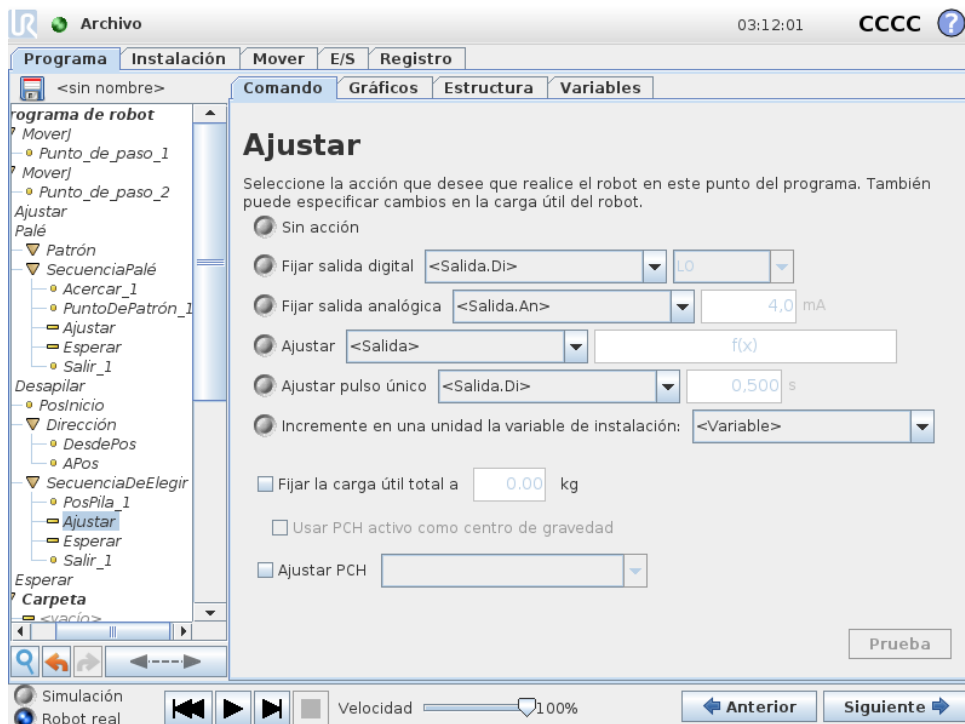 UR Archivo 03:12:01 CCCC ?
Programa Instalación Mover E/S Registro
<sin nombre>
Comando Gráficos Estructura Variables
rograma de robot
MoverJ
Punto_de_paso_1
MoverJ
Punto_de_paso_2
Ajustar
Palé
Patrón
SecuenciaPalé
Acercar_1
PuntoDePatrón_1
Ajustar
Esperar
Salir_1
Desapilar
PosInicio
Dirección
DesdePos
APos
SecuenciaDeElegir
PosPila_1
Ajustar
Esperar
Salir_1
Esperar
Carpeta
<vacío>
Ajustar
Seleccione la acción que desee que realice el robot en este punto del programa. También
puede especificar cambios en la carga útil del robot.
Sin acción
Fijar salida digital <Salida.Di> L0
Fijar salida analógica <Salida.An> 4,0 mA
Ajustar <Salida> f(x)
Ajustar pulso único <Salida.Di> 0,500 s
Incremente en una unidad la variable de instalación: <Variable>
Fijar la carga útil total a 0.00 kg
Usar PCH activo como centro de gravedad
Ajustar PCH
Prueba
Simulación
Robot real
Velocidad 100%
Anterior Siguiente